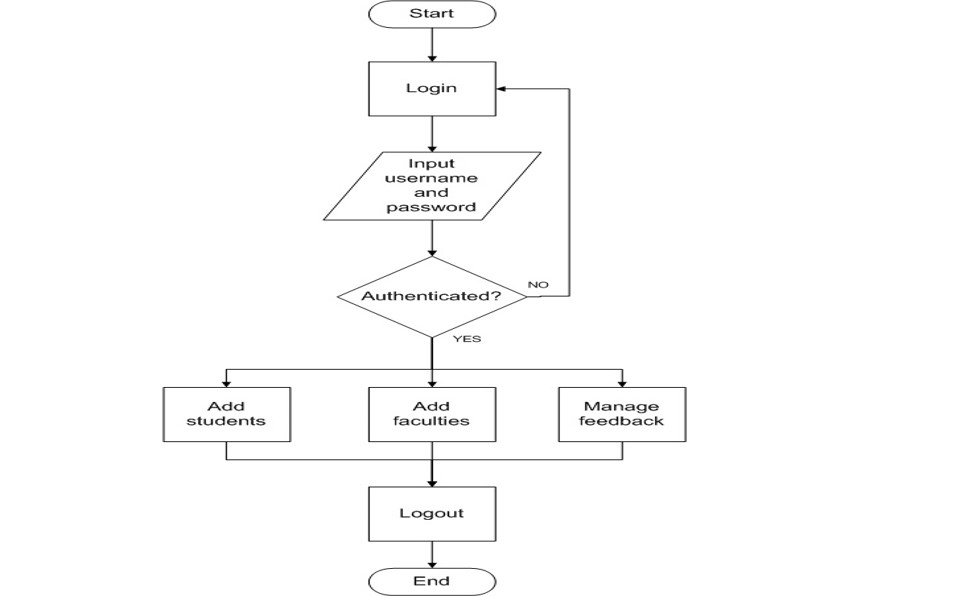 Start
Login
Input
username
and
password
Authenticated?
NO
YES
Add
students
Add
faculties
Manage
feedback
Logout
End